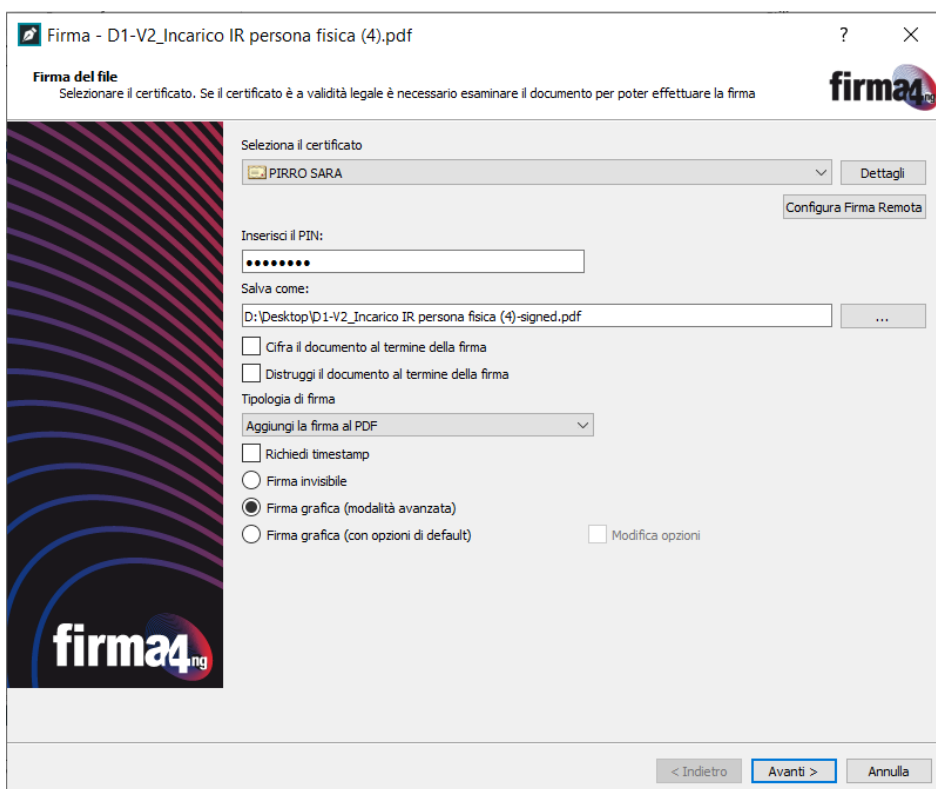 Firma - D1-V2_Incarico IR persona fisica (4).pdf
?
Firma del file
Selezionare il certificato. Se il certificato è a validità legale è necessario esaminare il documento per poter effettuare la firma
firma4ng
Seleziona il certificato
PIRRO SARA
Dettagli
Configura Firma Remota
Inserisci il PIN:
Salva come:
D:\Desktop\D1-V2_Incarico IR persona fisica (4)-signed.pdf
...
Cifra il documento al termine della firma
Distruggi il documento al termine della firma
Tipologia di firma
Aggiungi la firma al PDF
Richiedi timestamp
Firma invisibile
Firma grafica (modalità avanzata)
Firma grafica (con opzioni di default)
Modifica opzioni
firma4ng
< Indietro
Avanti >
Annulla